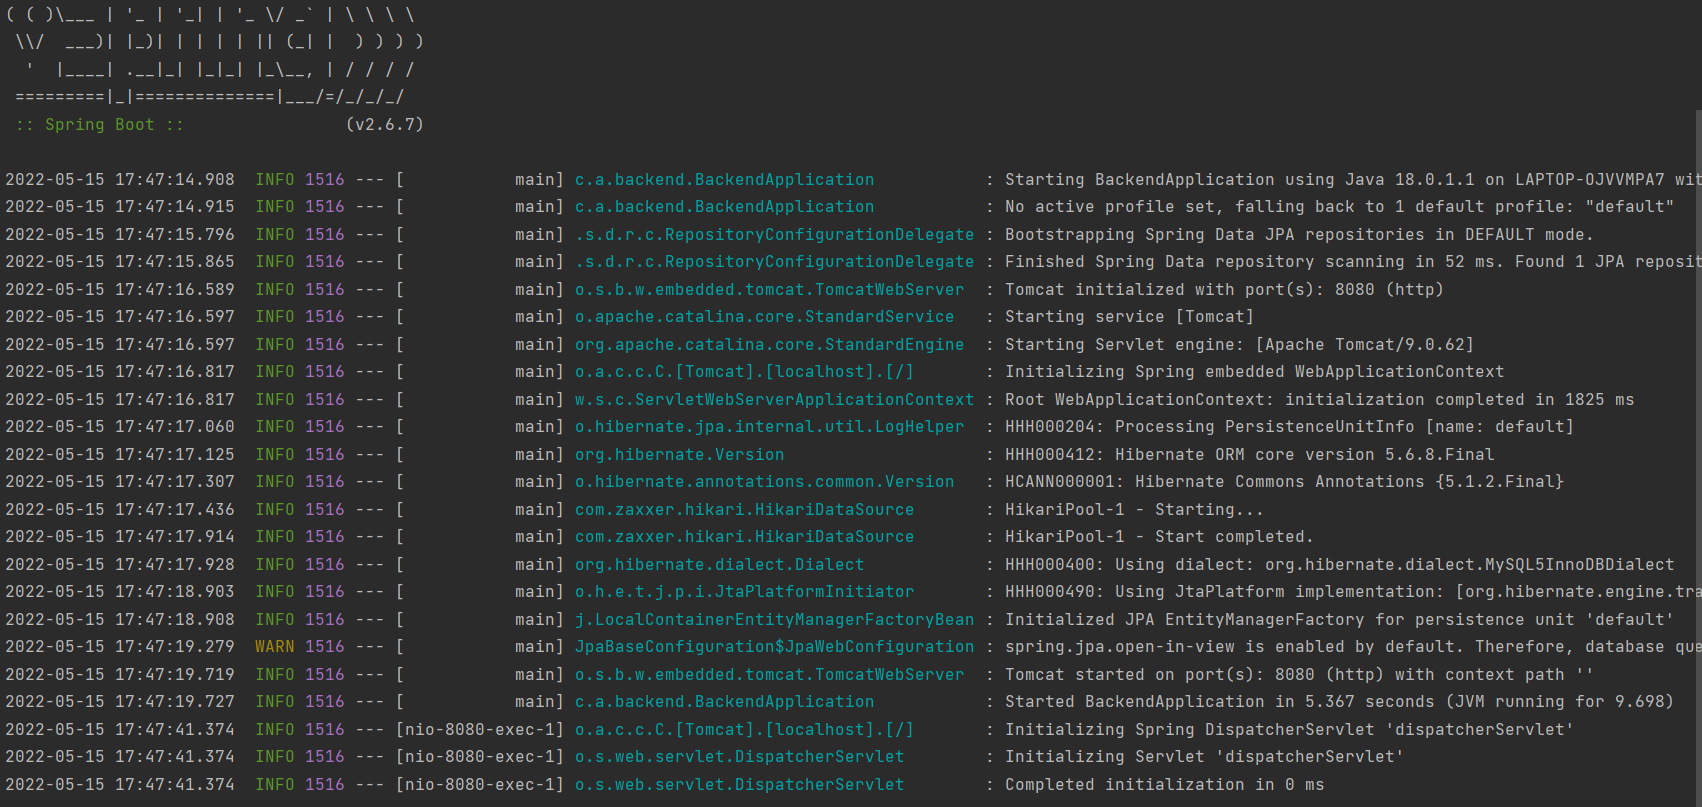 ( ( )\___ | '_ | '_| | '_ \/ _` | \ \ \ \
 \\/  ___)| |_)| | | | | || (_| |  ) ) ) )
  '  |____| .__|_| |_|_| |_\__, | / / / /
 =========|_|==============|___/=/_/_/_/
 :: Spring Boot ::                (v2.6.7)
2022-05-15 17:47:14.908  INFO 1516 --- [           main] c.a.backend.BackendApplication           : Starting BackendApplication using Java 18.0.1.1 on LAPTOP-OJVVMPA7 wit
2022-05-15 17:47:14.915  INFO 1516 --- [           main] c.a.backend.BackendApplication           : No active profile set, falling back to 1 default profile: "default"
2022-05-15 17:47:15.796  INFO 1516 --- [           main] .s.d.r.c.RepositoryConfigurationDelegate : Bootstrapping Spring Data JPA repositories in DEFAULT mode.
2022-05-15 17:47:15.865  INFO 1516 --- [           main] .s.d.r.c.RepositoryConfigurationDelegate : Finished Spring Data repository scanning in 52 ms. Found 1 JPA reposit
2022-05-15 17:47:16.589  INFO 1516 --- [           main] o.s.b.w.embedded.tomcat.TomcatWebServer  : Tomcat initialized with port(s): 8080 (http)
2022-05-15 17:47:16.597  INFO 1516 --- [           main] o.apache.catalina.core.StandardService   : Starting service [Tomcat]
2022-05-15 17:47:16.597  INFO 1516 --- [           main] org.apache.catalina.core.StandardEngine  : Starting Servlet engine: [Apache Tomcat/9.0.62]
2022-05-15 17:47:16.817  INFO 1516 --- [           main] o.a.c.c.C.[Tomcat].[localhost].[/]       : Initializing Spring embedded WebApplicationContext
2022-05-15 17:47:16.817  INFO 1516 --- [           main] w.s.c.ServletWebServerApplicationContext : Root WebApplicationContext: initialization completed in 1825 ms
2022-05-15 17:47:17.060  INFO 1516 --- [           main] o.hibernate.jpa.internal.util.LogHelper  : HHH000204: Processing PersistenceUnitInfo [name: default]
2022-05-15 17:47:17.125  INFO 1516 --- [           main] org.hibernate.Version                    : HHH000412: Hibernate ORM core version 5.6.8.Final
2022-05-15 17:47:17.307  INFO 1516 --- [           main] o.hibernate.annotations.common.Version   : HCANN000001: Hibernate Commons Annotations {5.1.2.Final}
2022-05-15 17:47:17.436  INFO 1516 --- [           main] com.zaxxer.hikari.HikariDataSource       : HikariPool-1 - Starting...
2022-05-15 17:47:17.914  INFO 1516 --- [           main] com.zaxxer.hikari.HikariDataSource       : HikariPool-1 - Start completed.
2022-05-15 17:47:17.928  INFO 1516 --- [           main] org.hibernate.dialect.Dialect            : HHH000400: Using dialect: org.hibernate.dialect.MySQL5InnoDBDialect
2022-05-15 17:47:18.903  INFO 1516 --- [           main] o.h.e.t.j.p.i.JtaPlatformInitiator       : HHH000490: Using JtaPlatform implementation: [org.hibernate.engine.tra
2022-05-15 17:47:18.908  INFO 1516 --- [           main] j.LocalContainerEntityManagerFactoryBean : Initialized JPA EntityManagerFactory for persistence unit 'default'
2022-05-15 17:47:19.279  WARN 1516 --- [           main] JpaBaseConfiguration$JpaWebConfiguration : spring.jpa.open-in-view is enabled by default. Therefore, database que
2022-05-15 17:47:19.719  INFO 1516 --- [           main] o.s.b.w.embedded.tomcat.TomcatWebServer  : Tomcat started on port(s): 8080 (http) with context path ''
2022-05-15 17:47:19.727  INFO 1516 --- [           main] c.a.backend.BackendApplication           : Started BackendApplication in 5.367 seconds (JVM running for 9.698)
2022-05-15 17:47:41.374  INFO 1516 --- [nio-8080-exec-1] o.a.c.c.C.[Tomcat].[localhost].[/]       : Initializing Spring DispatcherServlet 'dispatcherServlet'
2022-05-15 17:47:41.374  INFO 1516 --- [nio-8080-exec-1] o.s.web.servlet.DispatcherServlet        : Initializing Servlet 'dispatcherServlet'
2022-05-15 17:47:41.374  INFO 1516 --- [nio-8080-exec-1] o.s.web.servlet.DispatcherServlet        : Completed initialization in 0 ms